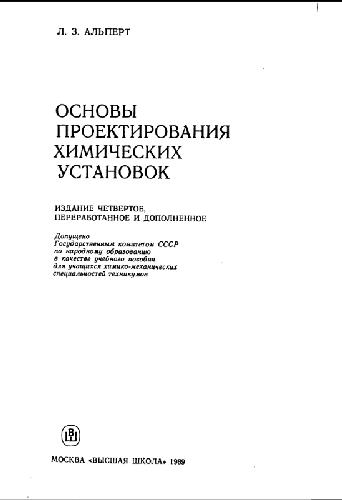 Л. З. АЛЬПЕРТ
ОСНОВЫ
ПРОЕКТИРОВАНИЯ
ХИМИЧЕСКИХ
УСТАНОВОК
ИЗДАНИЕ ЧЕТВЕРТОЕ,
ПЕРЕРАБОТАННОЕ И ДОПОЛНЕННОЕ
Допущено
Государственным комитетом СССР
по народному образованию
в качестве учебного пособия
для учащихся химико-механических
специальностей техникумов
МОСКВА «ВЫСШАЯ ШКОЛА» 1989